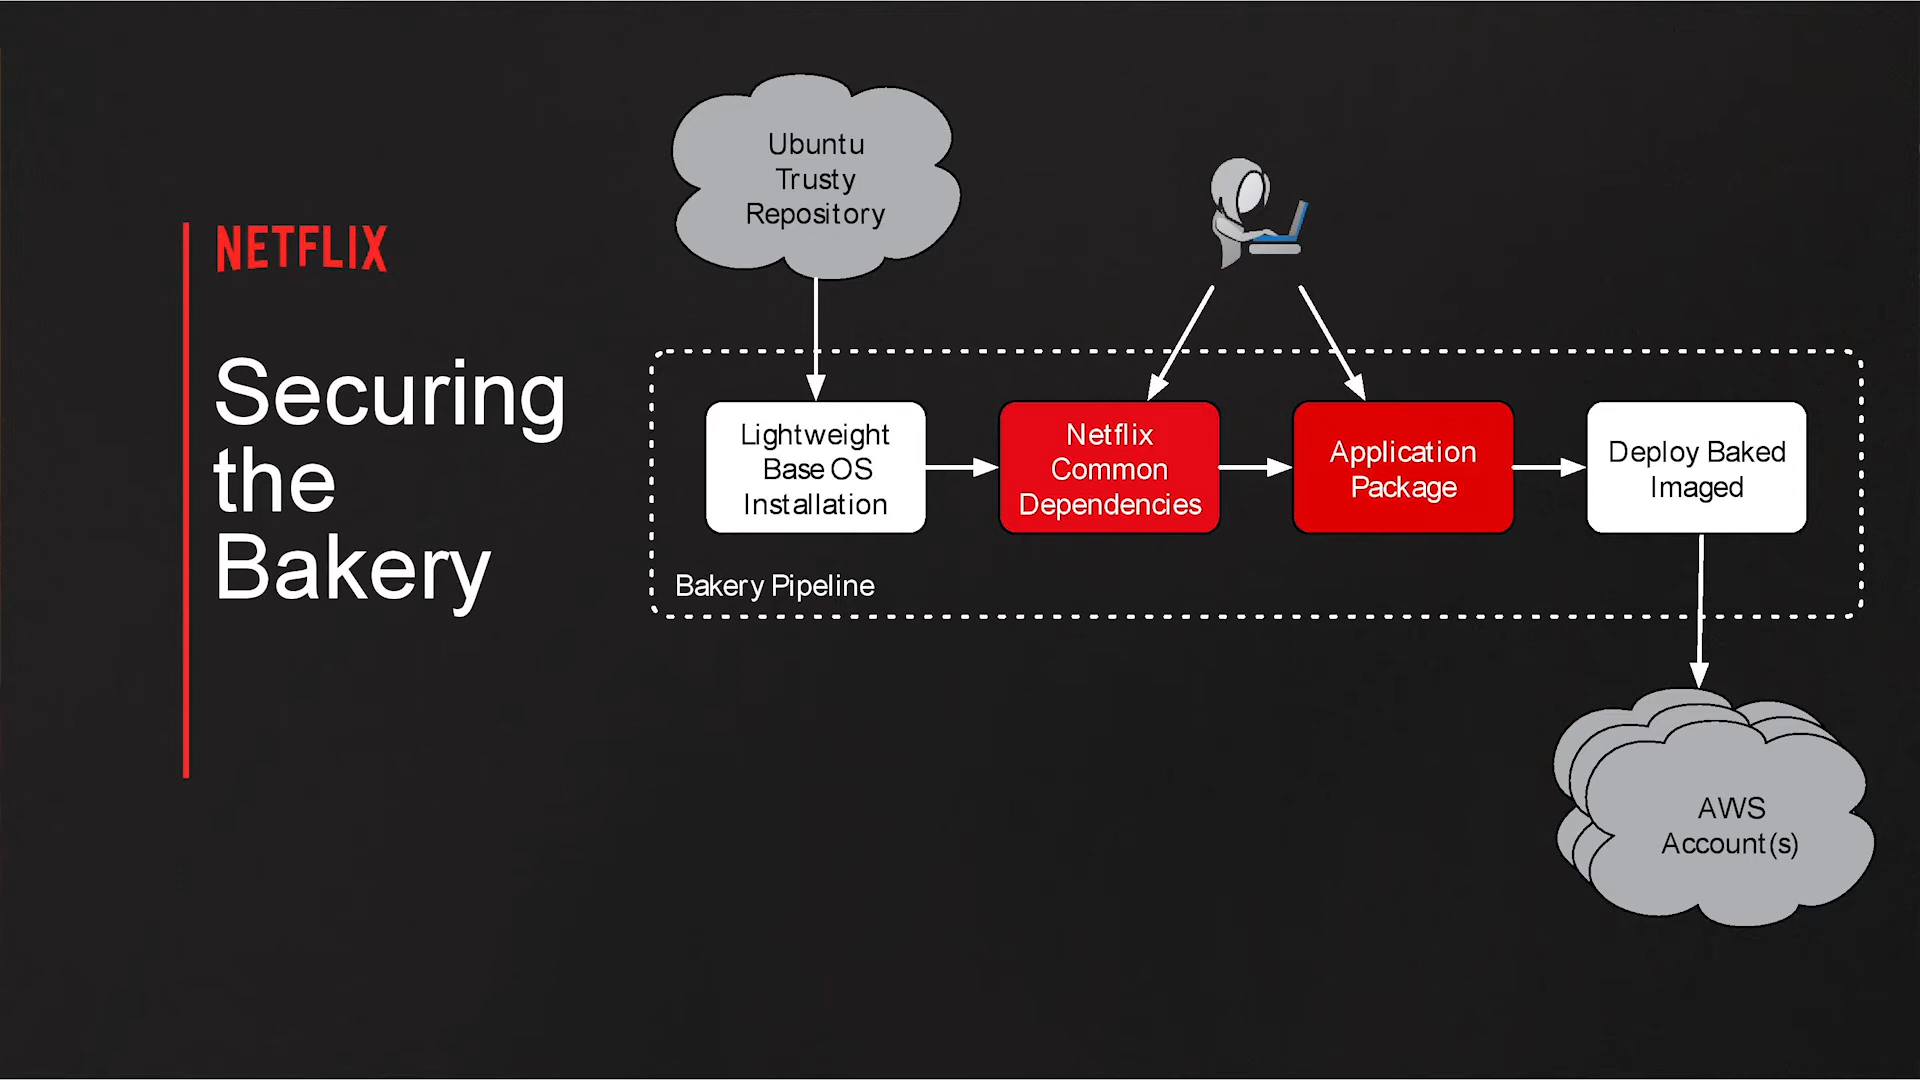 NETFLIX
Securing
the
Bakery
Ubuntu
Trusty
Repository
Lightweight
Base OS
Installation
Netflix
Common
Dependencies
Application
Package
Deploy Baked
Imaged
Bakery Pipeline
AWS
Account(s)